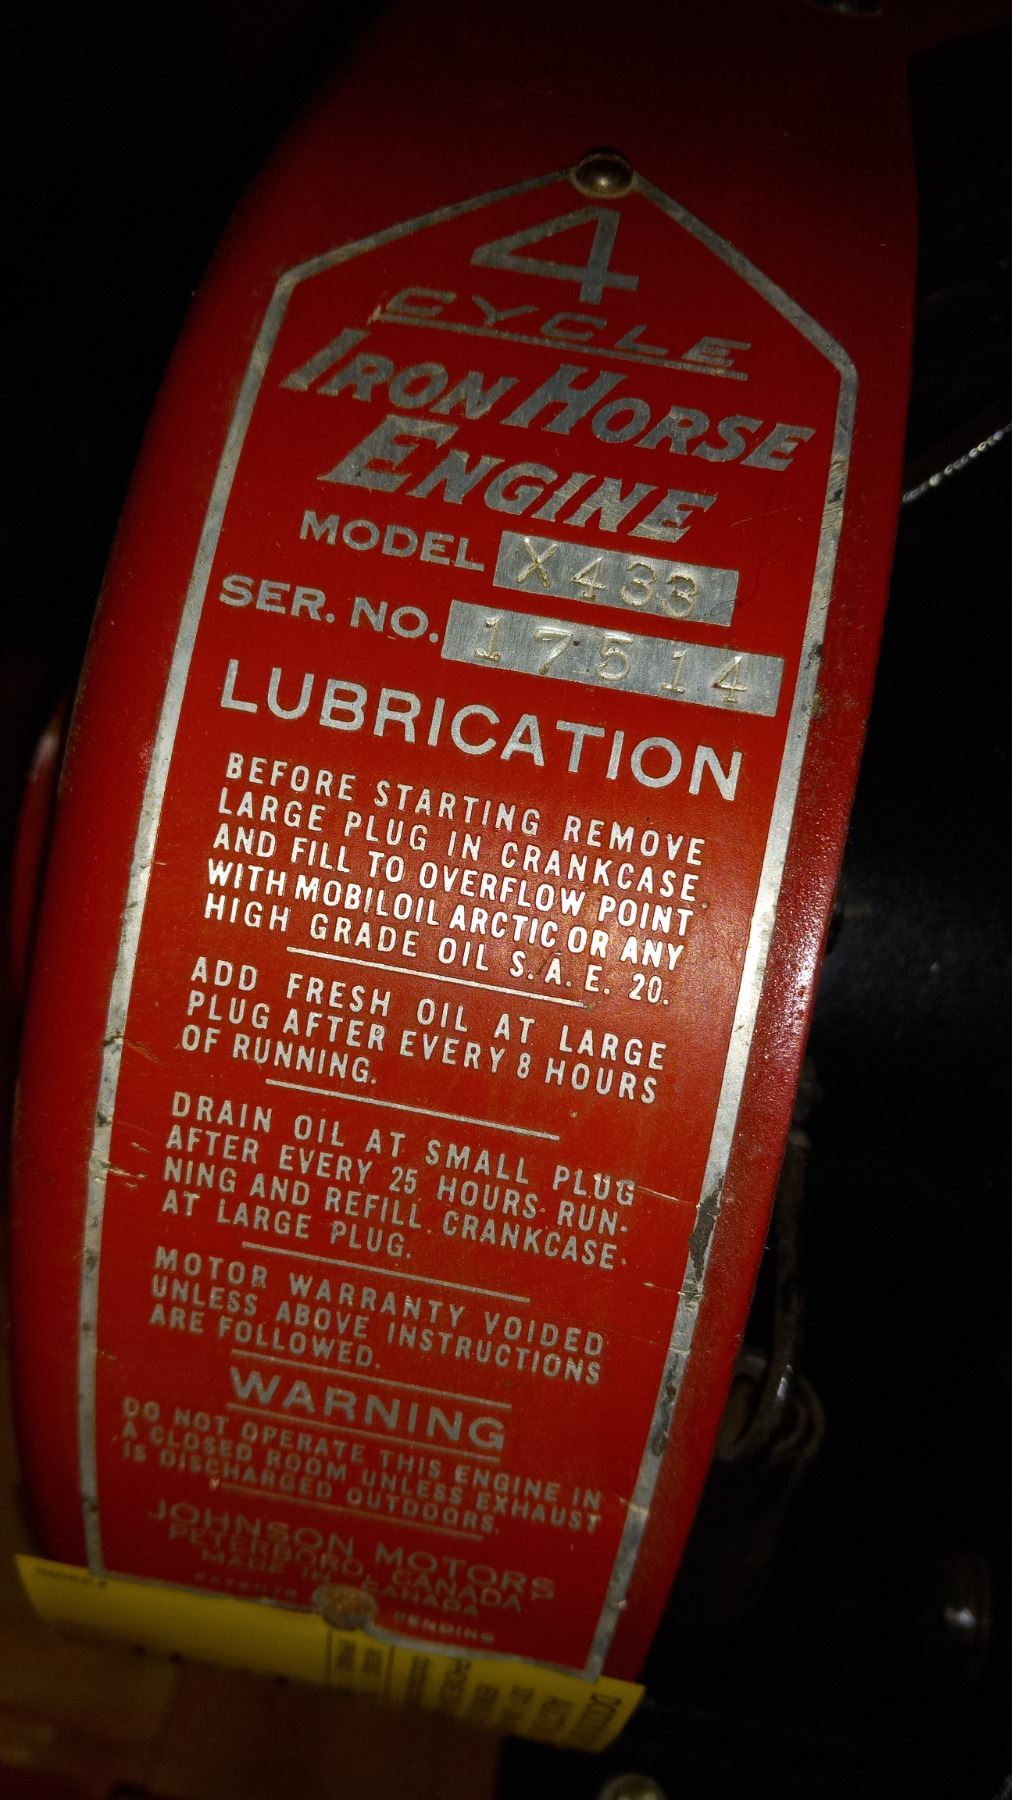 4
CYCLE
IRON HORSE
ENGINE
MODEL X433
SER. NO. 17514
LUBRICATION
BEFORE STARTING REMOVE
LARGE PLUG IN CRANKCASE
AND FILL TO OVERFLOW POINT
WITH MOBILOIL ARCTIC OR ANY
HIGH GRADE OIL S.A.E. 20.
ADD FRESH OIL AT LARGE
PLUG AFTER EVERY 8 HOURS
OF RUNNING.
DRAIN OIL AT SMALL PLUG
AFTER EVERY 25 HOURS RUN-
NING AND REFILL CRANKCASE
AT LARGE PLUG.
MOTOR WARRANTY VOIDED
UNLESS ABOVE INSTRUCTIONS
ARE FOLLOWED.
WARNING
DO NOT OPERATE THIS ENGINE IN
A CLOSED ROOM UNLESS EXHAUST
IS DISCHARGED OUTDOORS.
JOHNSON MOTORS
PETERBORO, CANADA
MADE IN CANADA
PATENTS PENDING